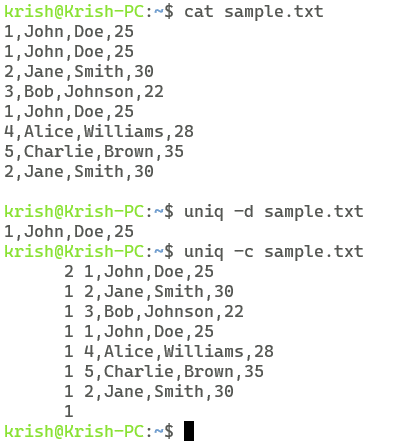 krish@Krish-PC:~$ cat sample.txt
1,John,Doe,25
1,John,Doe,25
2,Jane,Smith,30
3,Bob,Johnson,22
1,John,Doe,25
4,Alice,Williams,28
5,Charlie,Brown,35
2,Jane,Smith,30

krish@Krish-PC:~$ uniq -d sample.txt
1,John,Doe,25
krish@Krish-PC:~$ uniq -c sample.txt
      2 1,John,Doe,25
      1 2,Jane,Smith,30
      1 3,Bob,Johnson,22
      1 1,John,Doe,25
      1 4,Alice,Williams,28
      1 5,Charlie,Brown,35
      1 2,Jane,Smith,30
      1
krish@Krish-PC:~$